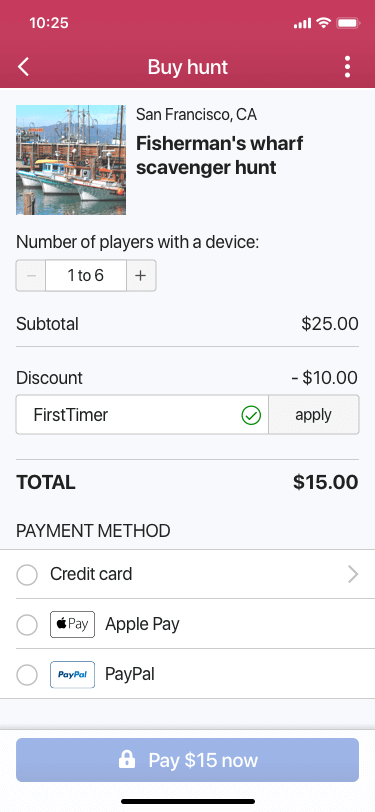 10:25
Buy hunt
San Francisco, CA
Fisherman's wharf
scavenger hunt
Number of players with a device:
− 1 to 6 +
Subtotal $25.00
Discount - $10.00
FirstTimer apply
TOTAL $15.00
PAYMENT METHOD
Credit card
Pay Apple Pay
PayPal PayPal
Pay $15 now